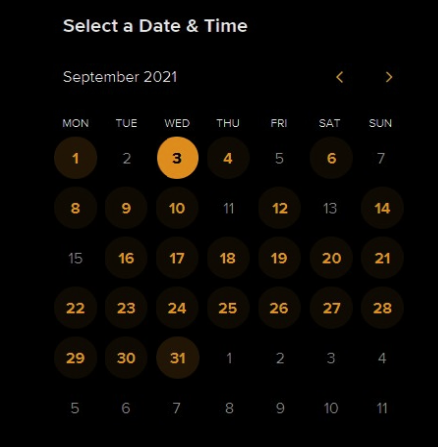 Select a Date & Time
September 2021
MON TUE WED THU FRI SAT SUN
1 2 3 4 5 6 7
8 9 10 11 12 13 14
15 16 17 18 19 20 21
22 23 24 25 26 27 28
29 30 31 1 2 3 4
5 6 7 8 9 10 11